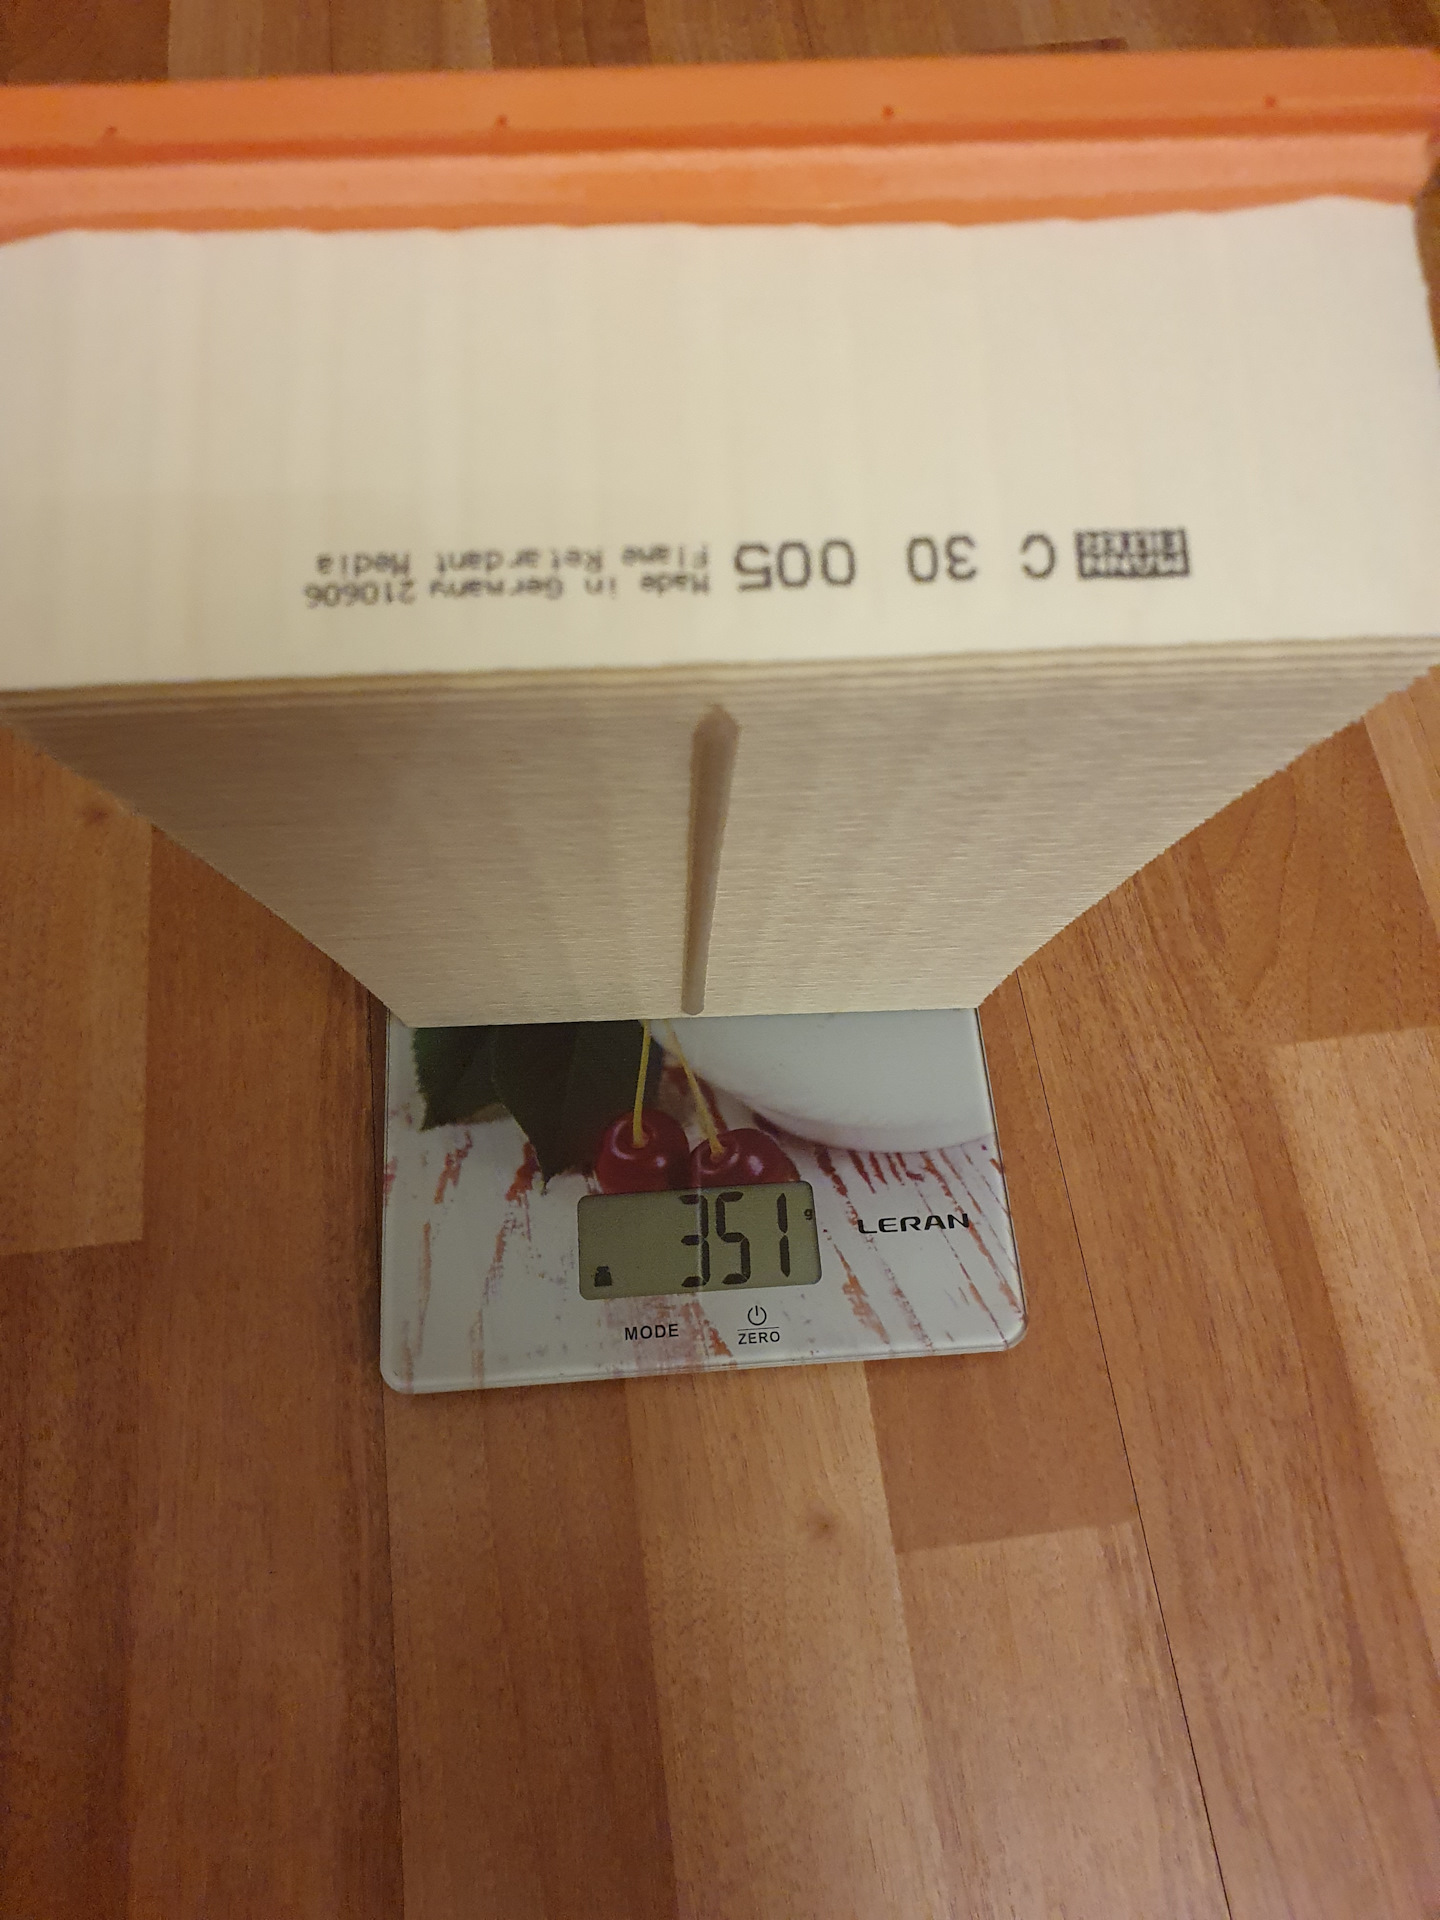 MANN
FILTER
C 30 005
Made in Germany 210606
Flame Retardant Media
351 g
LERAN
MODE
ZERO